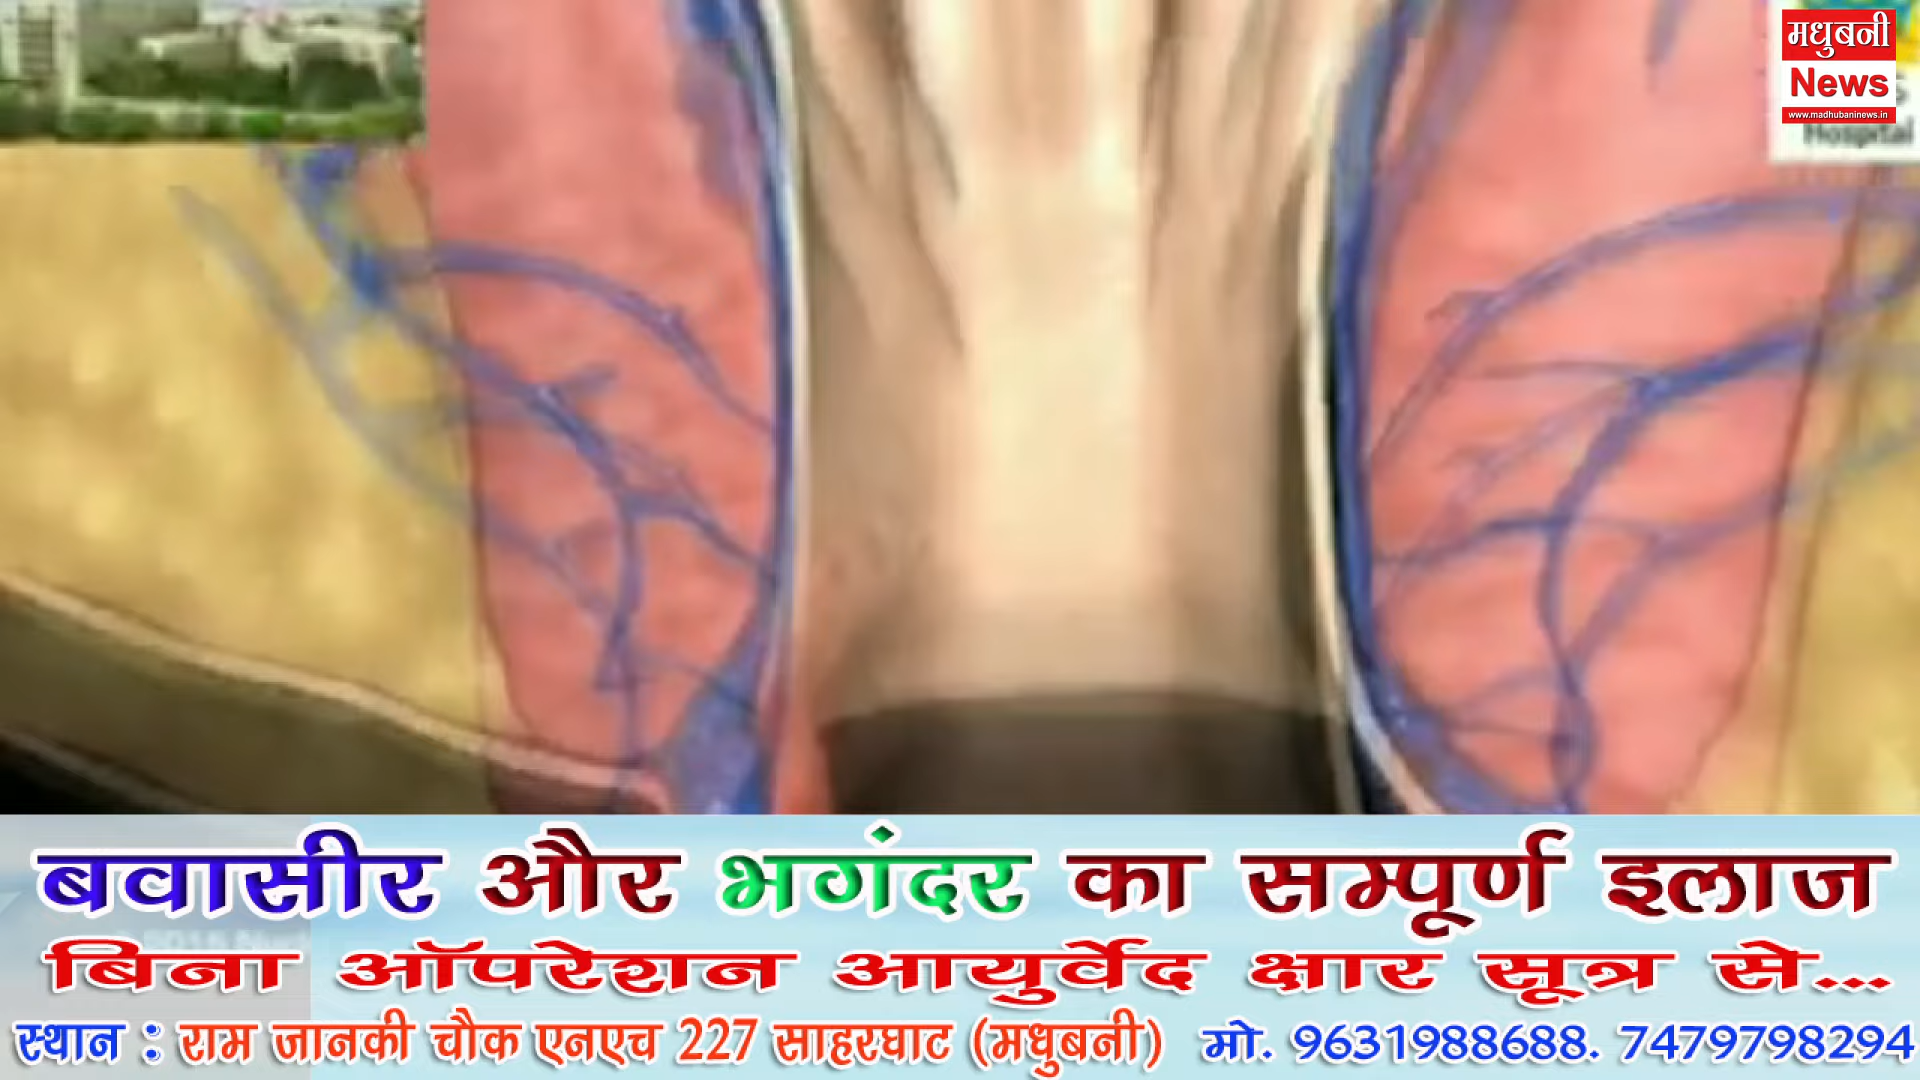 मधुबनी
News
www.madhubaninews.in
Hospital
बवासीर और भगंदर का सम्पूर्ण इलाज
बिना ऑपरेशन आयुर्वेद क्षार सूत्र से...
स्थान : राम जानकी चौक एनएच 227 साहरघाट (मधुबनी) मो. 9631988688. 7479798294